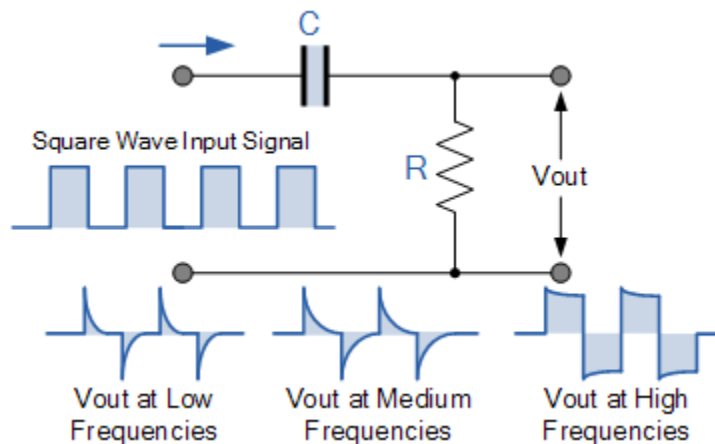 C
Square Wave Input Signal
R
Vout
Vout at Low
Frequencies
Vout at Medium
Frequencies
Vout at High
Frequencies